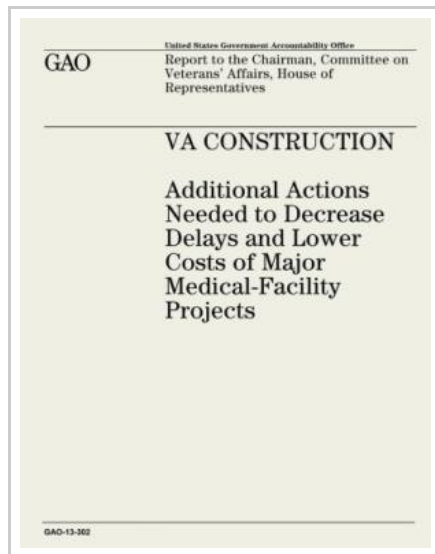 United States Government Accountability Office
GAO
Report to the Chairman, Committee on
Veterans' Affairs, House of
Representatives
VA CONSTRUCTION
Additional Actions
Needed to Decrease
Delays and Lower
Costs of Major
Medical-Facility
Projects
GAO-13-302